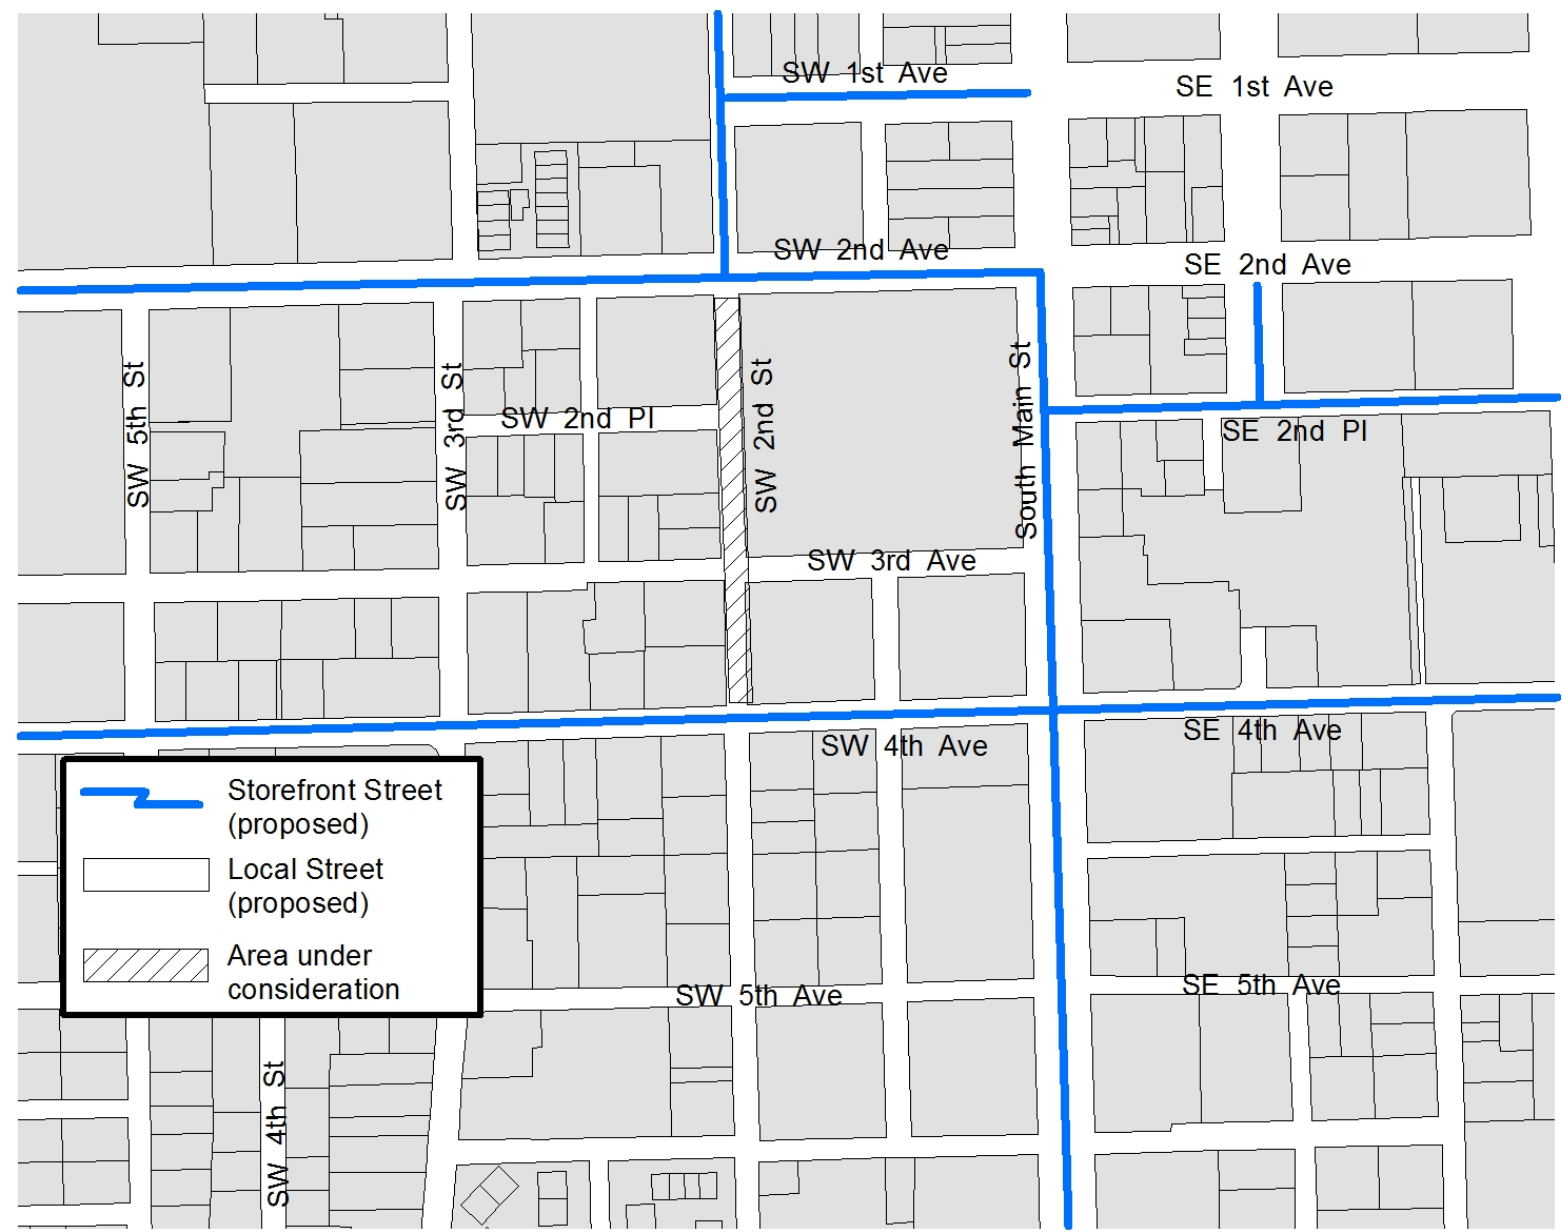 SW 1st Ave
SE 1st Ave
SW 2nd Ave
SE 2nd Ave
SW 5th St
SW 3rd St
SW 2nd Pl
SW 2nd St
South Main St
SE 2nd Pl
SW 3rd Ave
SW 4th Ave
SE 4th Ave
Storefront Street
(proposed)
Local Street
(proposed)
Area under
consideration
SW 5th Ave
SE 5th Ave
SW 4th St